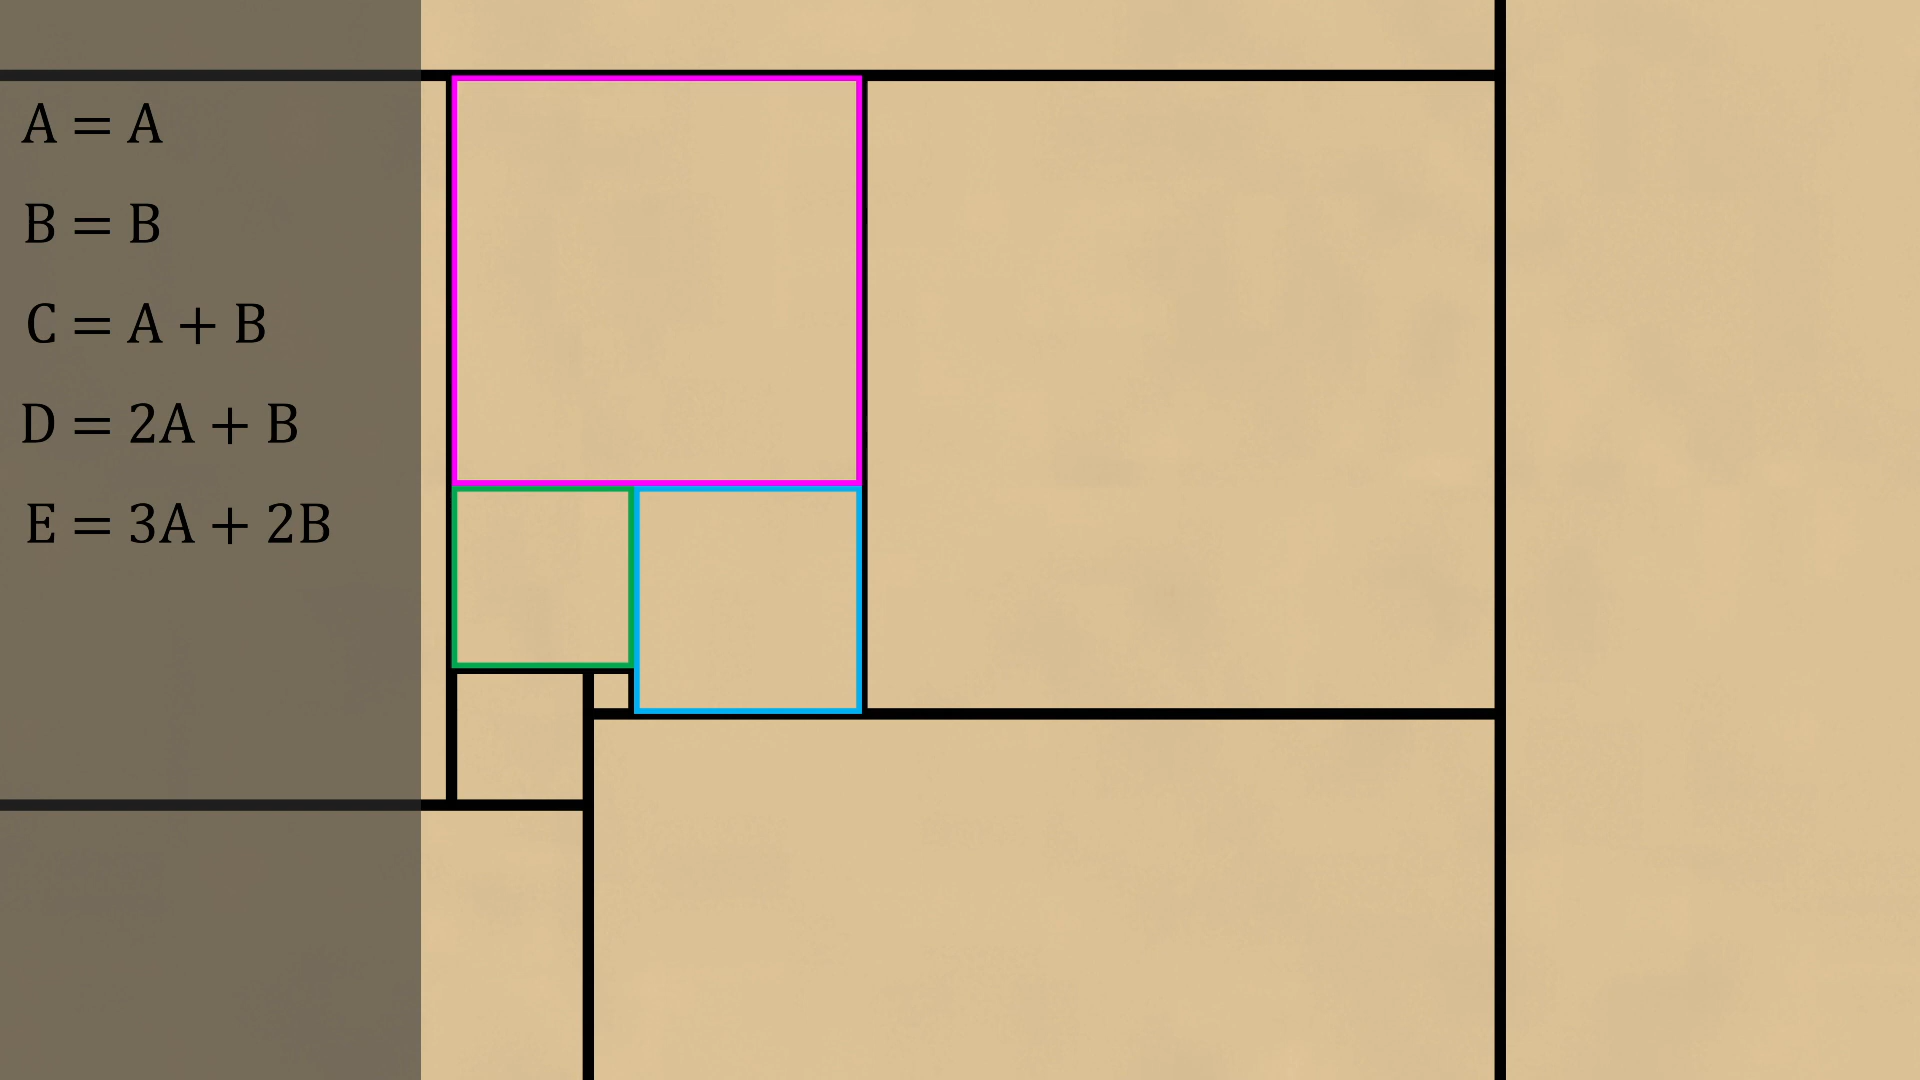 A = A
B = B
C = A + B
D = 2A + B
E = 3A + 2B